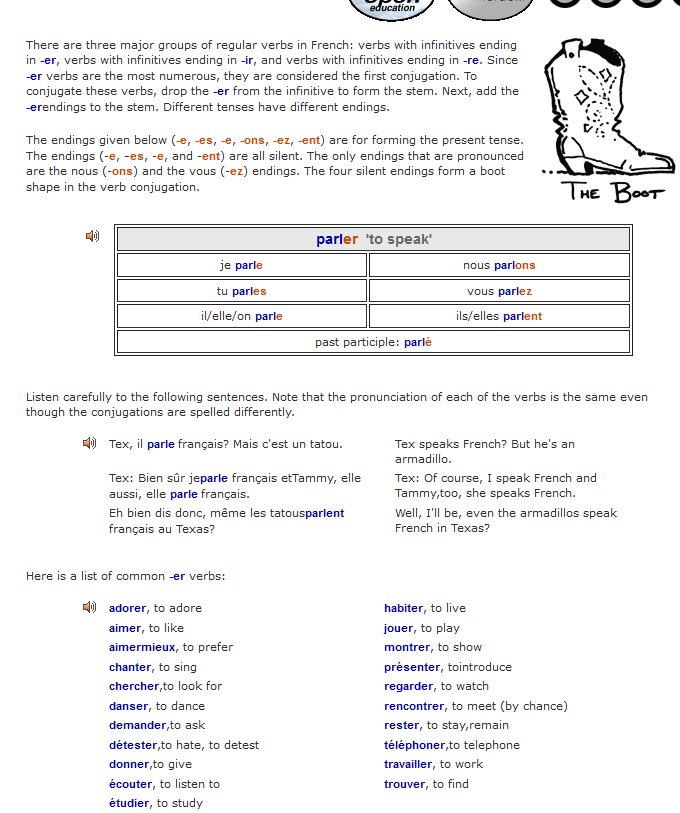 open
education
There are three major groups of regular verbs in French: verbs with infinitives ending
in -er, verbs with infinitives ending in -ir, and verbs with infinitives ending in -re. Since
-er verbs are the most numerous, they are considered the first conjugation. To
conjugate these verbs, drop the -er from the infinitive to form the stem. Next, add the
-erendings to the stem. Different tenses have different endings.
The endings given below (-e, -es, -e, -ons, -ez, -ent) are for forming the present tense.
The endings (-e, -es, -e, and -ent) are all silent. The only endings that are pronounced
are the nous (-ons) and the vous (-ez) endings. The four silent endings form a boot
shape in the verb conjugation.
THE BOOT
parler 'to speak'
je parle nous parlons
tu parles vous parlez
il/elle/on parle ils/elles parlent
past participle: parlé
Listen carefully to the following sentences. Note that the pronunciation of each of the verbs is the same even
though the conjugations are spelled differently.
Tex, il parle français? Mais c'est un tatou.
Tex speaks French? But he's an
armadillo.
Tex: Bien sûr jeparle français etTammy, elle
aussi, elle parle français.
Tex: Of course, I speak French and
Tammy,too, she speaks French.
Eh bien dis donc, même les tatousparlent
français au Texas?
Well, I'll be, even the armadillos speak
French in Texas?
Here is a list of common -er verbs:
adorer, to adore
aimer, to like
aimermieux, to prefer
chanter, to sing
chercher,to look for
danser, to dance
demander,to ask
détester,to hate, to detest
donner,to give
écouter, to listen to
étudier, to study
habiter, to live
jouer, to play
montrer, to show
présenter, tointroduce
regarder, to watch
rencontrer, to meet (by chance)
rester, to stay,remain
téléphoner,to telephone
travailler, to work
trouver, to find